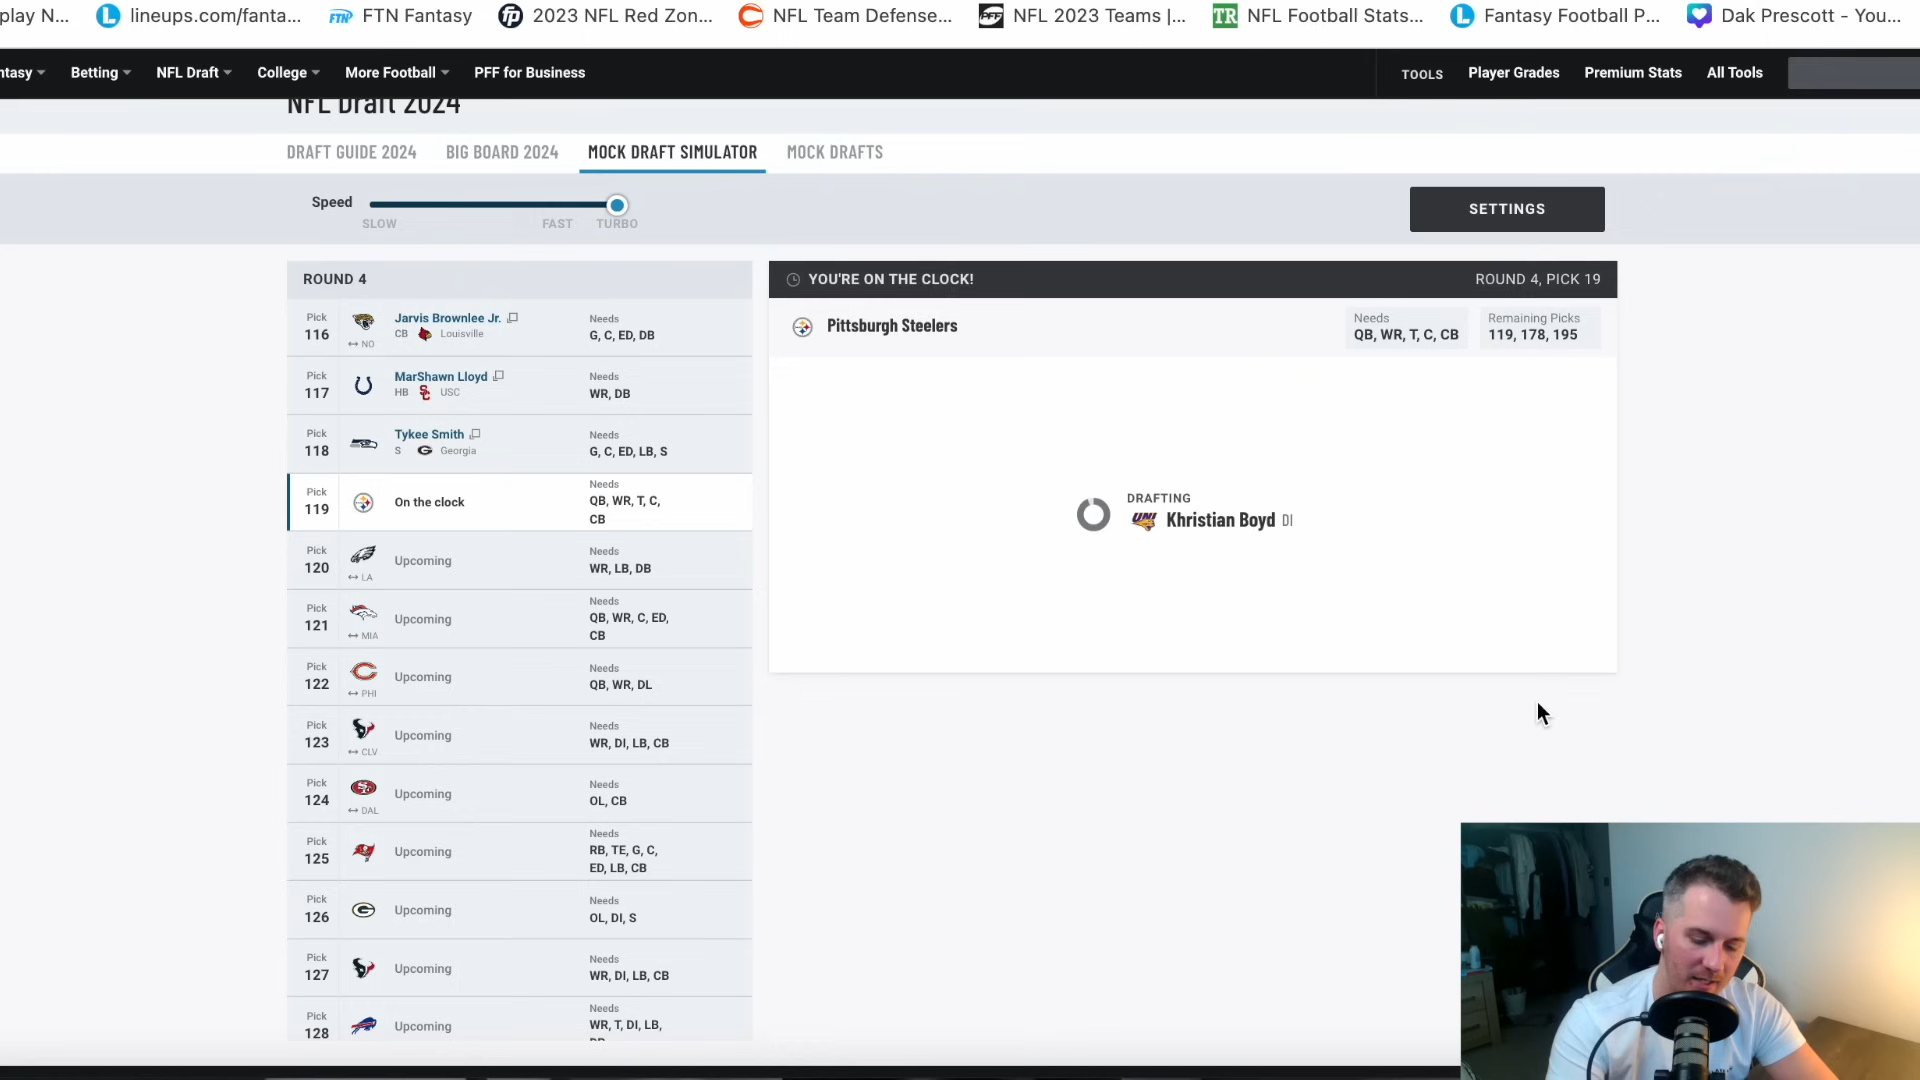 play N...
lineups.com/fanta...
FTN FTN Fantasy
fp 2023 NFL Red Zon...
NFL Team Defense...
PFF NFL 2023 Teams |...
TR NFL Football Stats...
Fantasy Football P...
Dak Prescott - You...
ntasy Betting NFL Draft College More Football PFF for Business
TOOLS Player Grades Premium Stats All Tools
NFL Draft 2024
DRAFT GUIDE 2024 BIG BOARD 2024 MOCK DRAFT SIMULATOR MOCK DRAFTS
Speed
SLOW FAST TURBO
SETTINGS
ROUND 4
Pick 116
↔ NO
Jarvis Brownlee Jr.
CB Louisville
Needs
G, C, ED, DB
Pick 117
MarShawn Lloyd
HB SC USC
Needs
WR, DB
Pick 118
Tykee Smith
S G Georgia
Needs
G, C, ED, LB, S
Pick 119
On the clock
Needs
QB, WR, T, C,
CB
Pick 120
↔ LA
Upcoming
Needs
WR, LB, DB
Pick 121
↔ MIA
Upcoming
Needs
QB, WR, C, ED,
CB
Pick 122
↔ PHI
Upcoming
Needs
QB, WR, DL
Pick 123
↔ CLV
Upcoming
Needs
WR, DI, LB, CB
Pick 124
↔ DAL
Upcoming
Needs
OL, CB
Pick 125
Upcoming
Needs
RB, TE, G, C,
ED, LB, CB
Pick 126
Upcoming
Needs
OL, DI, S
Pick 127
Upcoming
Needs
WR, DI, LB, CB
Pick 128
Upcoming
Needs
WR, T, DI, LB,
YOU'RE ON THE CLOCK!
ROUND 4, PICK 19
Pittsburgh Steelers
Needs
QB, WR, T, C, CB
Remaining Picks
119, 178, 195
DRAFTING
UNI Khristian Boyd DI